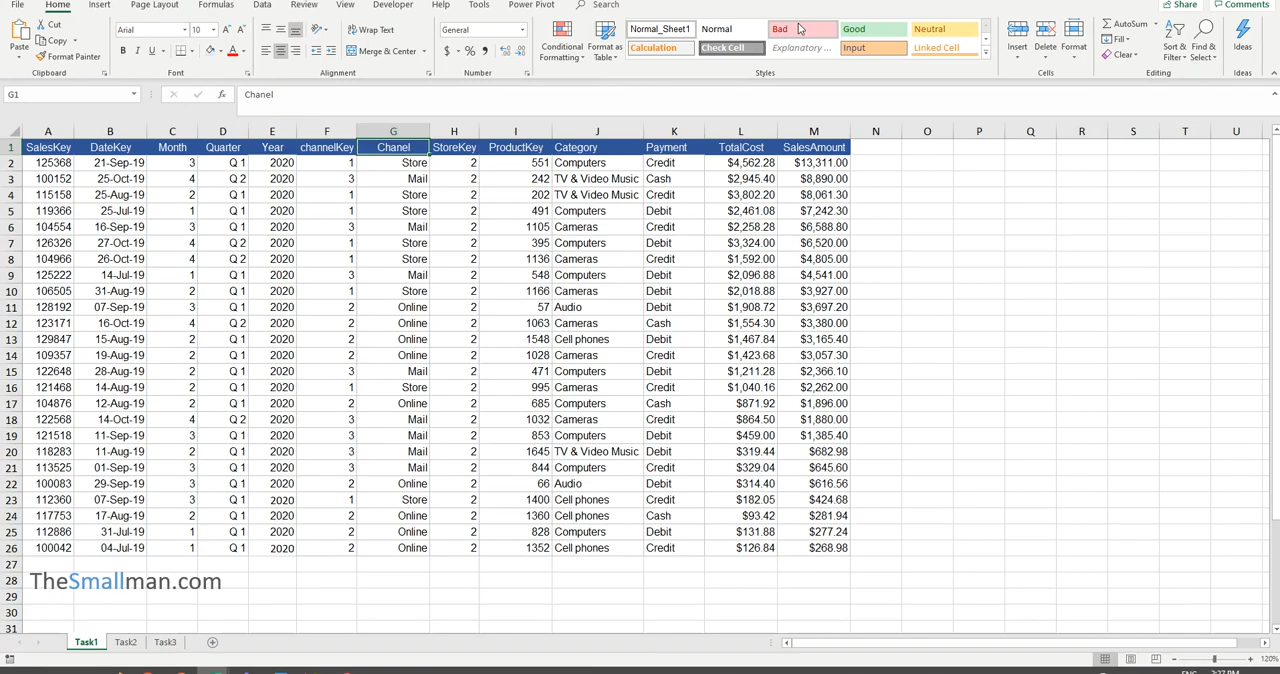 File Home Insert Page Layout Formulas Data Review View Developer Help Tools Power Pivot Search Share Comments
Cut Arial 10 A A Wrap Text General Normal_Sheet1 Normal Bad Good Neutral AutoSum
Copy Fill
Paste Format Painter B I U A Merge & Center $ % Conditional Formatting Format as Table Calculation Check Cell Explanatory ... Input Linked Cell Insert Delete Format Clear Sort & Filter Find & Select Ideas
Clipboard Font Alignment Number Styles Cells Editing Ideas
G1 fx Chanel
A B C D E F G H I J K L M N O P Q R S T U
1 SalesKey DateKey Month Quarter Year channelKey Chanel StoreKey ProductKey Category Payment TotalCost SalesAmount
2 125368 21-Sep-19 3 Q 1 2020 1 Store 2 551 Computers Credit $4,562.28 $13,311.00
3 100152 25-Oct-19 4 Q 2 2020 3 Mail 2 242 TV & Video Music Cash $2,945.40 $8,890.00
4 115158 25-Aug-19 2 Q 1 2020 1 Store 2 202 TV & Video Music Credit $3,802.20 $8,061.30
5 119366 25-Jul-19 1 Q 1 2020 1 Store 2 491 Computers Debit $2,461.08 $7,242.30
6 104554 16-Sep-19 3 Q 1 2020 3 Mail 2 1105 Cameras Credit $2,258.28 $6,588.80
7 126326 27-Oct-19 4 Q 2 2020 1 Store 2 395 Computers Debit $3,324.00 $6,520.00
8 104966 26-Oct-19 4 Q 2 2020 1 Store 2 1136 Cameras Credit $1,592.00 $4,805.00
9 125222 14-Jul-19 1 Q 1 2020 3 Mail 2 548 Computers Debit $2,096.88 $4,541.00
10 106505 31-Aug-19 2 Q 1 2020 1 Store 2 1166 Cameras Debit $2,018.88 $3,927.00
11 128192 07-Sep-19 3 Q 1 2020 2 Online 2 57 Audio Debit $1,908.72 $3,697.20
12 123171 16-Oct-19 4 Q 2 2020 2 Online 2 1063 Cameras Cash $1,554.30 $3,380.00
13 129847 15-Aug-19 2 Q 1 2020 2 Online 2 1548 Cell phones Debit $1,467.84 $3,165.40
14 109357 19-Aug-19 2 Q 1 2020 2 Online 2 1028 Cameras Credit $1,423.68 $3,057.30
15 122648 28-Aug-19 2 Q 1 2020 3 Mail 2 471 Computers Debit $1,211.28 $2,366.10
16 121468 14-Aug-19 2 Q 1 2020 1 Store 2 995 Cameras Credit $1,040.16 $2,262.00
17 104876 12-Aug-19 2 Q 1 2020 2 Online 2 685 Computers Cash $871.92 $1,896.00
18 122568 14-Oct-19 4 Q 2 2020 3 Mail 2 1032 Cameras Credit $864.50 $1,880.00
19 121518 11-Sep-19 3 Q 1 2020 3 Mail 2 853 Computers Debit $459.00 $1,385.40
20 118283 11-Aug-19 2 Q 1 2020 3 Mail 2 1645 TV & Video Music Debit $319.44 $682.98
21 113525 01-Sep-19 3 Q 1 2020 3 Mail 2 844 Computers Credit $329.04 $645.60
22 100083 29-Sep-19 3 Q 1 2020 2 Online 2 66 Audio Debit $314.40 $616.56
23 112360 07-Sep-19 3 Q 1 2020 1 Store 2 1400 Cell phones Credit $182.05 $424.68
24 117753 17-Aug-19 2 Q 1 2020 2 Online 2 1360 Cell phones Cash $93.42 $281.94
25 112886 31-Jul-19 1 Q 1 2020 2 Online 2 828 Computers Debit $131.88 $277.24
26 100042 04-Jul-19 1 Q 1 2020 2 Online 2 1352 Cell phones Credit $126.84 $268.98
27
28 TheSmallman.com
29
30
31
Task1 Task2 Task3
120%